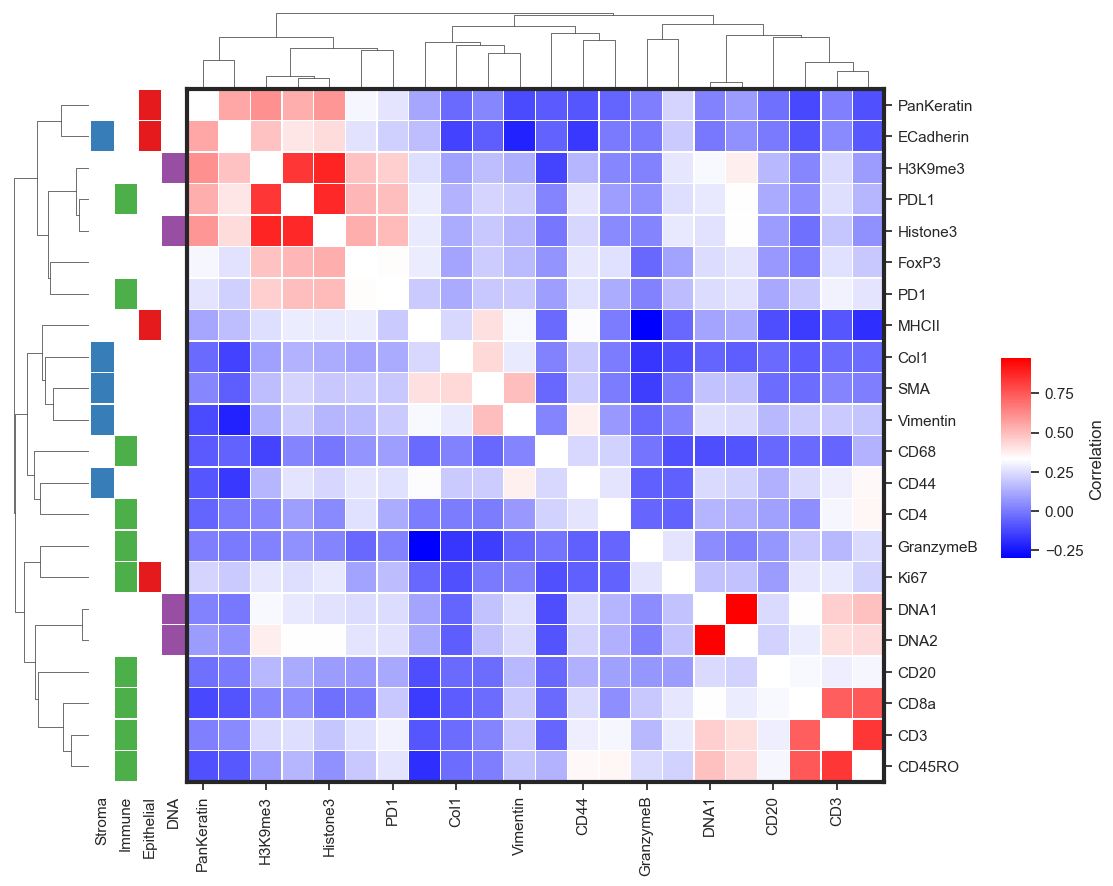 PanKeratin
ECadherin
H3K9me3
PDL1
Histone3
FoxP3
PD1
MHCII
Col1
SMA
Vimentin
CD68
CD44
CD4
GranzymeB
Ki67
DNA1
DNA2
CD20
CD8a
CD3
CD45RO
0.75
0.50
0.25
0.00
−0.25
Correlation
Stroma
Immune
Epithelial
DNA
PanKeratin
H3K9me3
Histone3
PD1
Col1
Vimentin
CD44
GranzymeB
DNA1
CD20
CD3